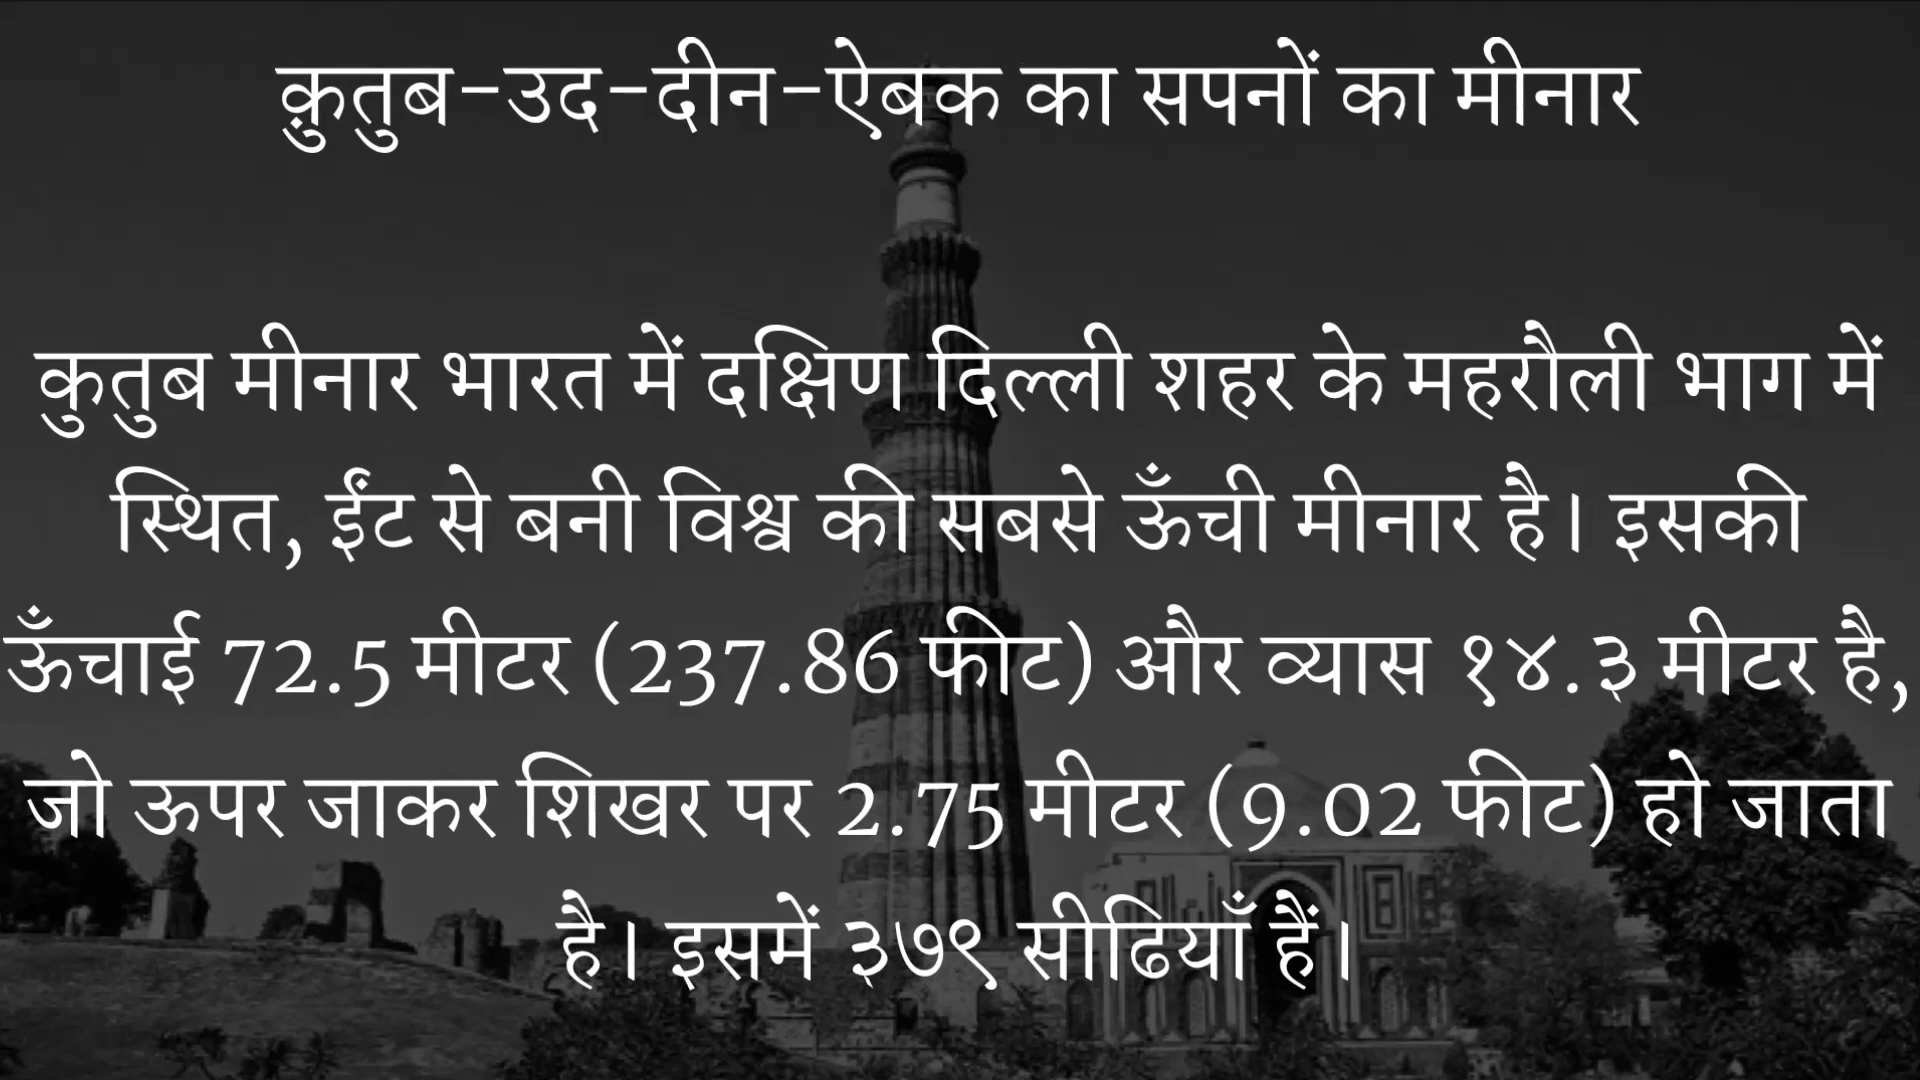 क़ुतुब-उद-दीन-ऐबक का सपनों का मीनार
कुतुब मीनार भारत में दक्षिण दिल्ली शहर के महरौली भाग में
स्थित, ईंट से बनी विश्व की सबसे ऊँची मीनार है। इसकी
ऊँचाई 72.5 मीटर (237.86 फीट) और व्यास १४.३ मीटर है,
जो ऊपर जाकर शिखर पर 2.75 मीटर (9.02 फीट) हो जाता
है। इसमें ३७९ सीढियाँ हैं।